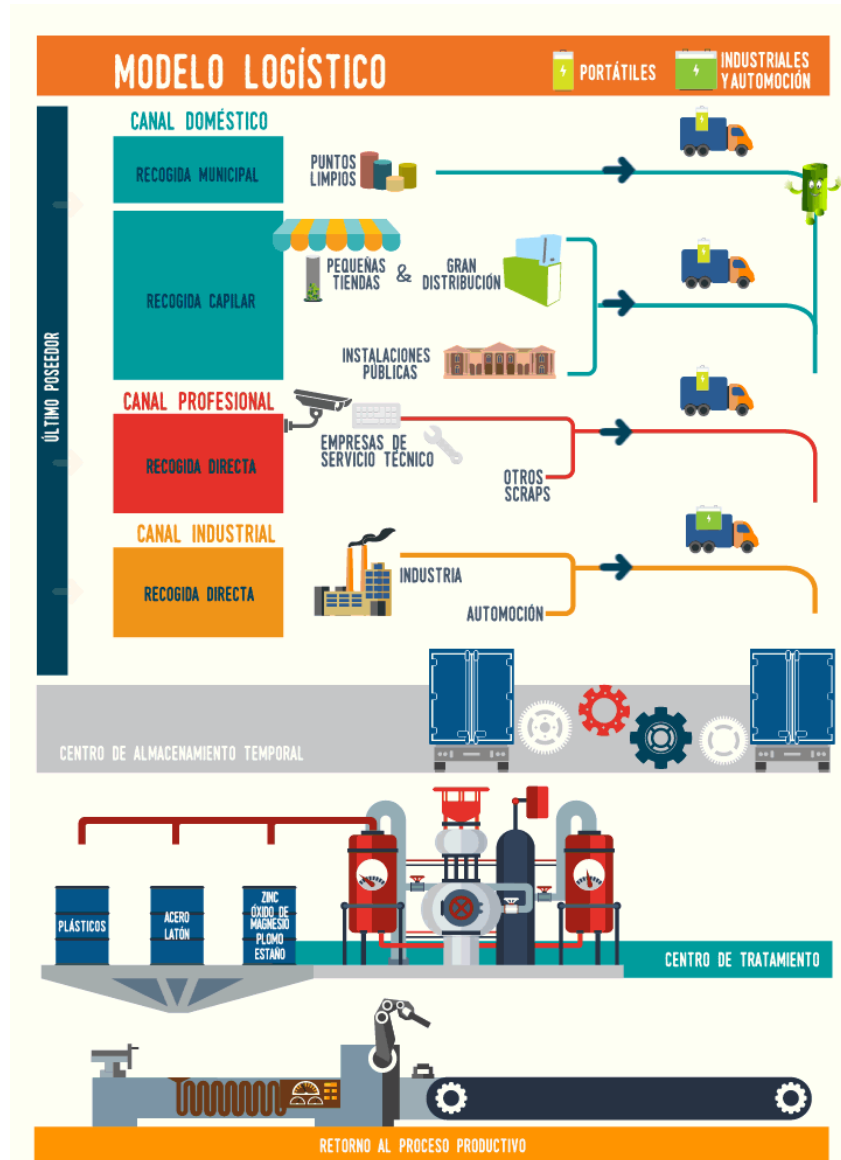 MODELO LOGÍSTICO
PORTÁTILES
INDUSTRIALES
Y AUTOMOCIÓN
ÚLTIMO POSEEDOR
CANAL DOMÉSTICO
RECOGIDA MUNICIPAL
PUNTOS
LIMPIOS
RECOGIDA CAPILAR
PEQUEÑAS
TIENDAS
&
GRAN
DISTRIBUCIÓN
INSTALACIONES
PÚBLICAS
CANAL PROFESIONAL
RECOGIDA DIRECTA
EMPRESAS DE
SERVICIO TÉCNICO
OTROS
SCRAPS
CANAL INDUSTRIAL
RECOGIDA DIRECTA
INDUSTRIA
AUTOMOCIÓN
CENTRO DE ALMACENAMIENTO TEMPORAL
PLÁSTICOS
ACERO
LATÓN
ZINC
ÓXIDO DE
MAGNESIO
PLOMO
ESTAÑO
CENTRO DE TRATAMIENTO
RETORNO AL PROCESO PRODUCTIVO